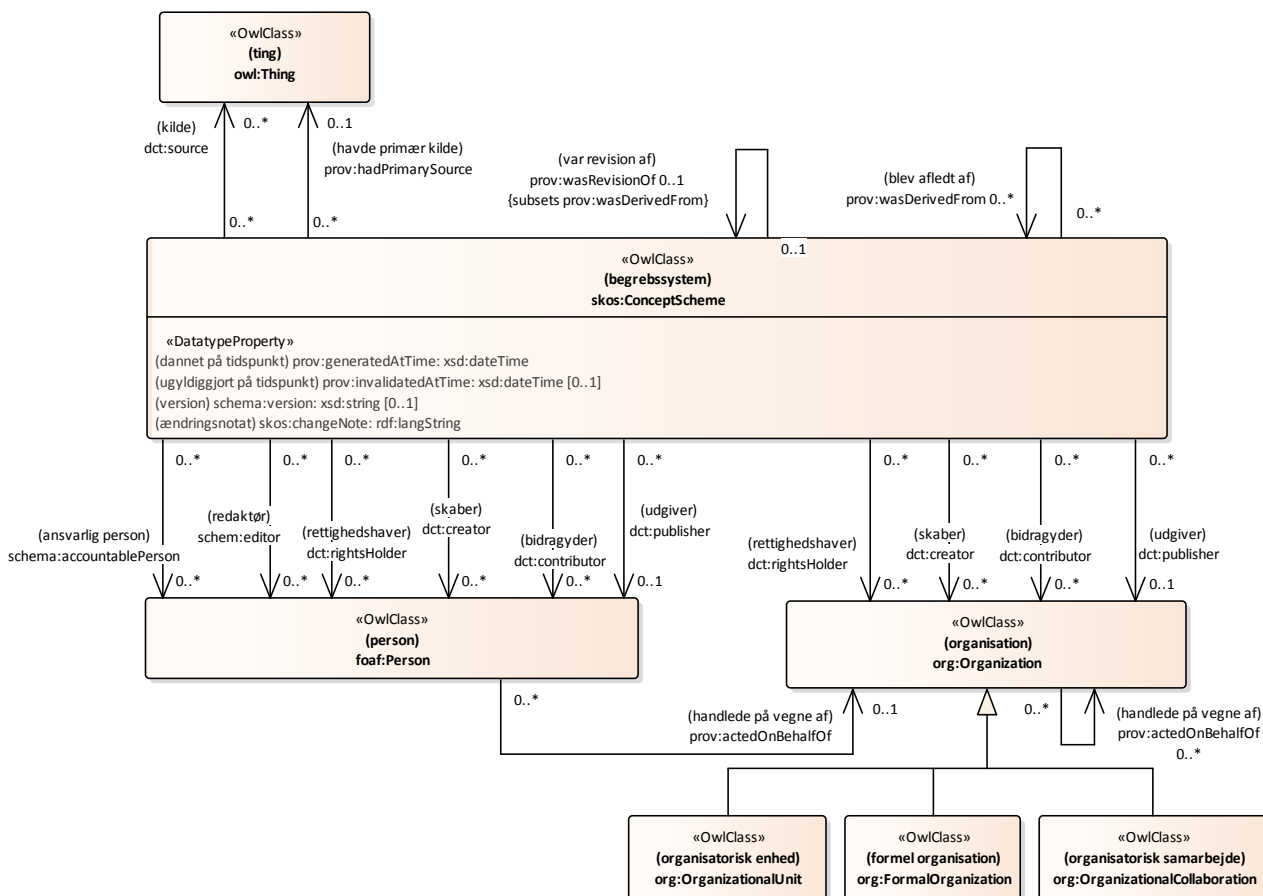 «OwlClass»
(ting)
owl:Thing
(kilde)
dct:source
0..*
0..1
(havde primær kilde)
prov:hadPrimarySource
0..*
0..*
(var revision af)
prov:wasRevisionOf 0..1
{subsets prov:wasDerivedFrom}
0..1
(blev afledt af)
prov:wasDerivedFrom 0..*
0..*
«OwlClass»
(begrebssystem)
skos:ConceptScheme
«DatatypeProperty»
(dannet på tidspunkt) prov:generatedAtTime: xsd:dateTime
(ugyldiggjort på tidspunkt) prov:invalidatedAtTime: xsd:dateTime [0..1]
(version) schema:version: xsd:string [0..1]
(ændringsnotat) skos:changeNote: rdf:langString
0..*
0..*
0..*
0..*
0..*
0..*
0..*
0..*
0..*
0..*
(ansvarlig person)
schema:accountablePerson
0..*
(redaktør)
schem:editor
0..*
(rettighedshaver)
dct:rightsHolder
0..*
(skaber)
dct:creator
0..*
(bidragyder)
dct:contributor
0..*
(udgiver)
dct:publisher
0..1
(rettighedshaver)
dct:rightsHolder
0..*
(skaber)
dct:creator
0..*
(bidragyder)
dct:contributor
0..*
(udgiver)
dct:publisher
0..1
«OwlClass»
(person)
foaf:Person
«OwlClass»
(organisation)
org:Organization
0..*
(handlede på vegne af)
prov:actedOnBehalfOf
0..1
0..*
(handlede på vegne af)
prov:actedOnBehalfOf
0..*
«OwlClass»
(organisatorisk enhed)
org:OrganizationalUnit
«OwlClass»
(formel organisation)
org:FormalOrganization
«OwlClass»
(organisatorisk samarbejde)
org:OrganizationalCollaboration